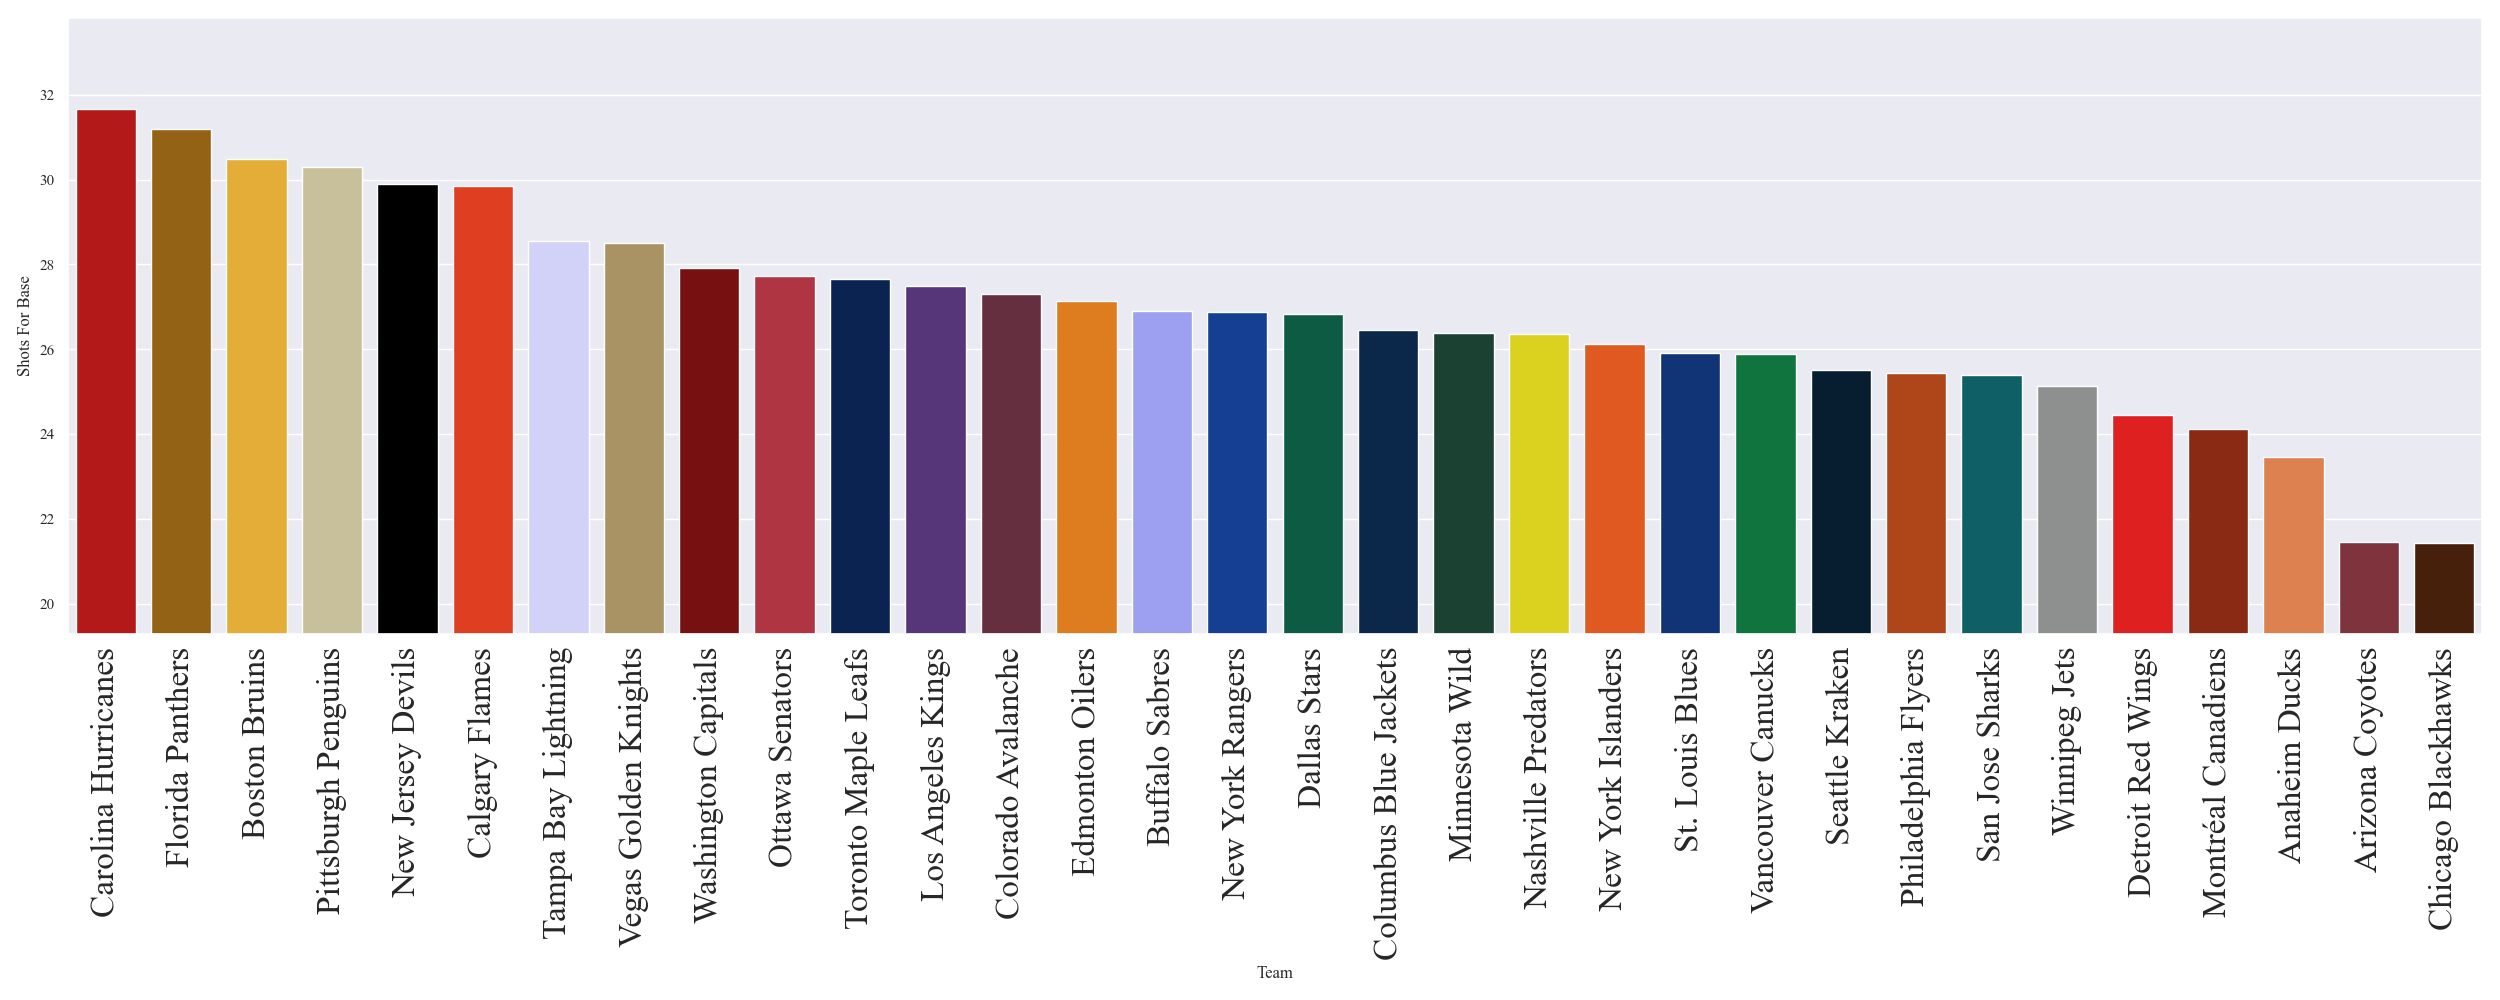 32
30
28
26
24
22
20
Shots For Base
Carolina Hurricanes
Florida Panthers
Boston Bruins
Pittsburgh Penguins
New Jersey Devils
Calgary Flames
Tampa Bay Lightning
Vegas Golden Knights
Washington Capitals
Ottawa Senators
Toronto Maple Leafs
Los Angeles Kings
Colorado Avalanche
Edmonton Oilers
Buffalo Sabres
New York Rangers
Dallas Stars
Columbus Blue Jackets
Minnesota Wild
Nashville Predators
New York Islanders
St. Louis Blues
Vancouver Canucks
Seattle Kraken
Philadelphia Flyers
San Jose Sharks
Winnipeg Jets
Detroit Red Wings
Montréal Canadiens
Anaheim Ducks
Arizona Coyotes
Chicago Blackhawks
Team